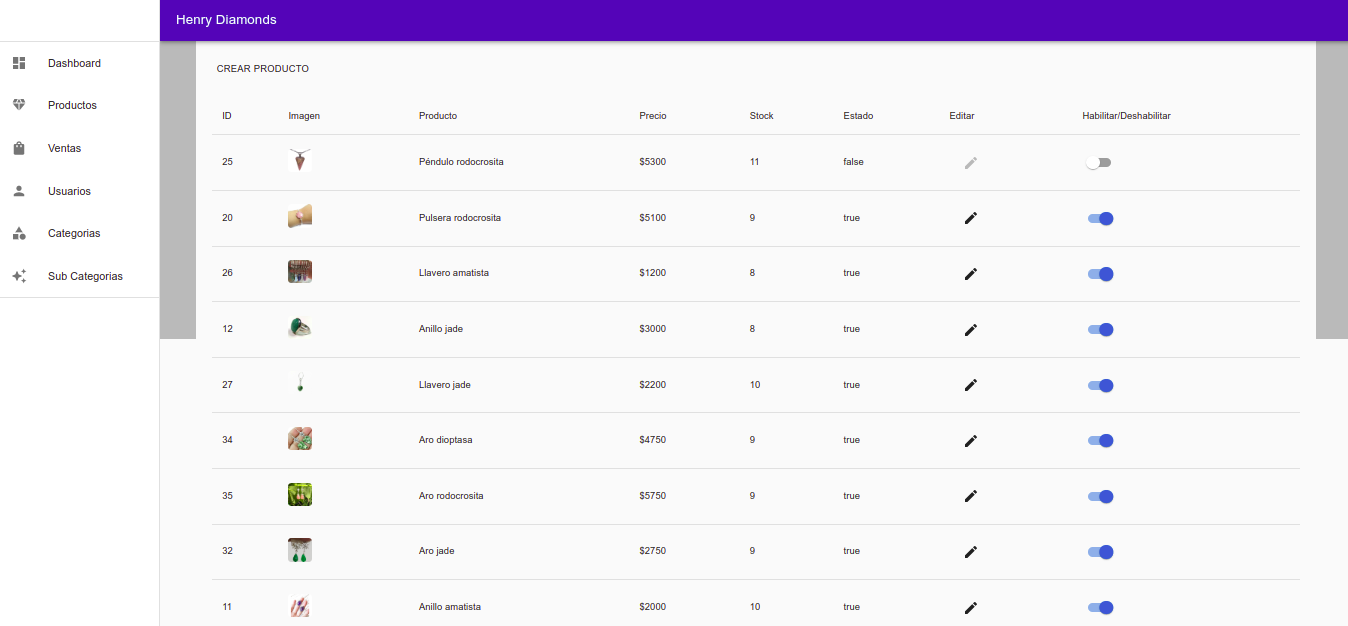 Henry Diamonds
Dashboard
Productos
Ventas
Usuarios
Categorias
Sub Categorias
CREAR PRODUCTO
ID Imagen Producto Precio Stock Estado Editar Habilitar/Deshabilitar
25 Péndulo rodocrosita $5300 11 false
20 Pulsera rodocrosita $5100 9 true
26 Llavero amatista $1200 8 true
12 Anillo jade $3000 8 true
27 Llavero jade $2200 10 true
34 Aro dioptasa $4750 9 true
35 Aro rodocrosita $5750 9 true
32 Aro jade $2750 9 true
11 Anillo amatista $2000 10 true